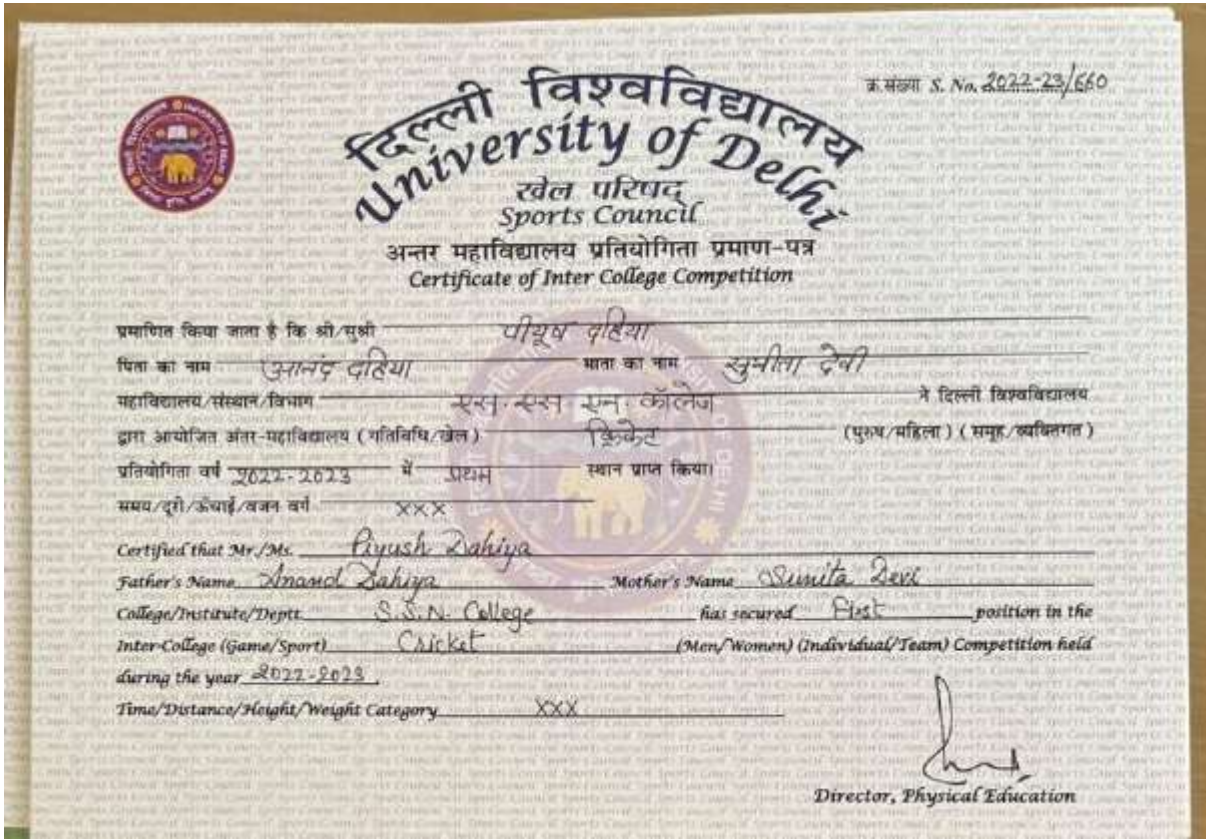 क्र.संख्या S. No. 2022-23/660
दिल्ली विश्वविद्यालय
University of Delhi
खेल परिषद्
Sports Council
अन्तर महाविद्यालय प्रतियोगिता प्रमाण-पत्र
Certificate of Inter College Competition
प्रमाणित किया जाता है कि श्री/सुश्री पीयूष दहिया
पिता का नाम आनंद दहिया माता का नाम सुनीता देवी
महाविद्यालय/संस्थान/विभाग एस. एस. एन. कॉलेज ने दिल्ली विश्वविद्यालय
द्वारा आयोजित अंतर-महाविद्यालय (गतिविधि/खेल) क्रिकेट (पुरुष/महिला) (समूह/व्यक्तिगत)
प्रतियोगिता वर्ष 2022-2023 में प्रथम स्थान प्राप्त किया।
समय/दूरी/ऊँचाई/वजन वर्ग XXX
Certified that Mr./Ms. Piyush Dahiya
Father's Name Anand Dahiya Mother's Name Sunita Devi
College/Institute/Deptt. S.S.N. College has secured First position in the
Inter-College (Game/Sport) Cricket (Men/Women) (Individual/Team) Competition held
during the year 2022-2023.
Time/Distance/Height/Weight Category XXX
Director, Physical Education